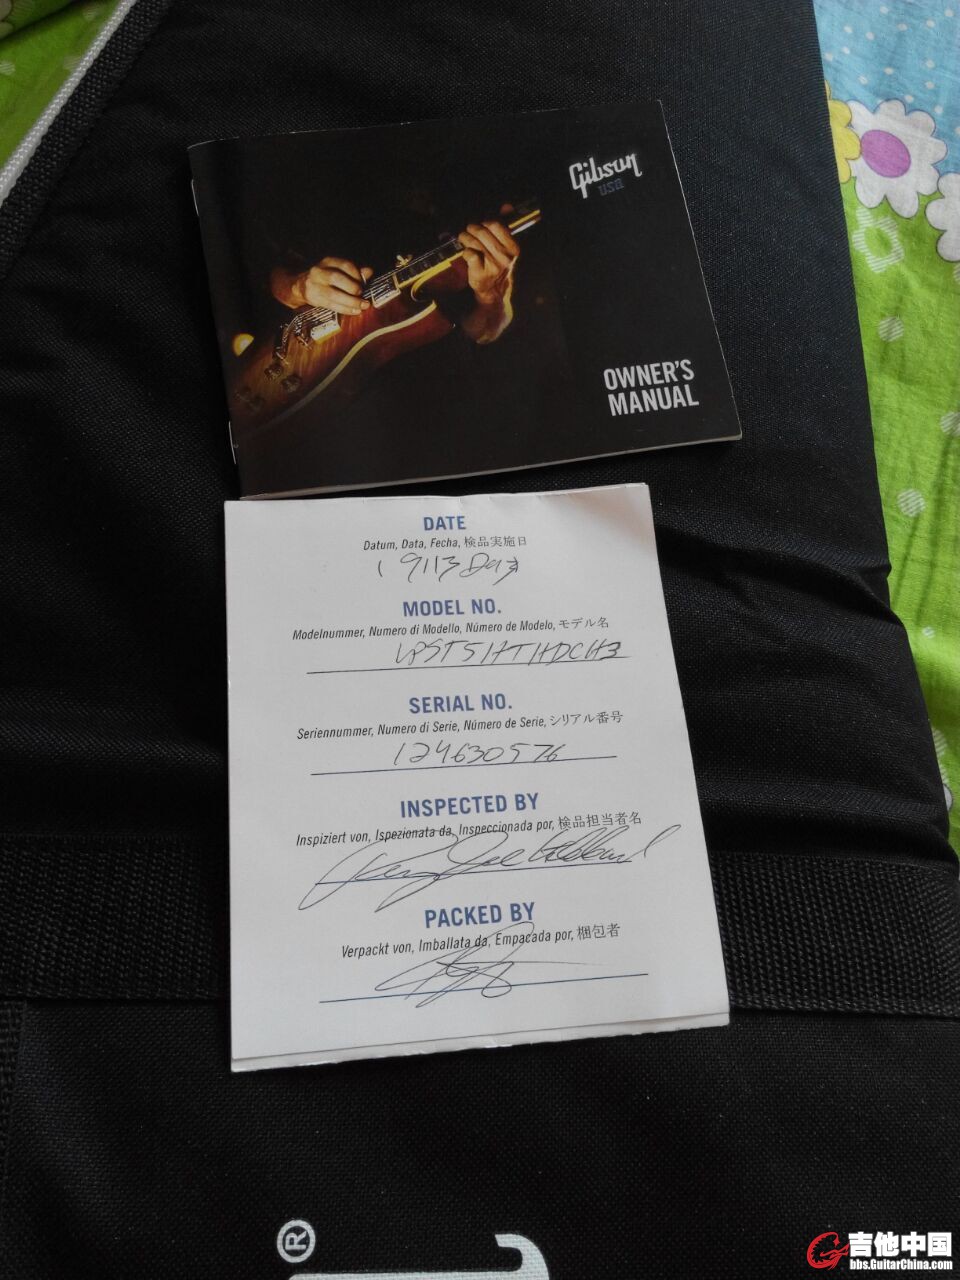 Gibson
USA
OWNER'S
MANUAL
DATE
Datum, Data, Fecha, 検品実施日
MODEL NO.
Modelnummer, Numero di Modello, Número de Modelo, モデル名
LPST5HTHDCH3
SERIAL NO.
Seriennummer, Numero di Serie, Número de Serie, シリアル番号
124630576
INSPECTED BY
Inspiziert von, Ispezionata da, Inspeccionada por, 検品担当者名
PACKED BY
Verpackt von, Imballata da, Empacada por, 梱包者
®
吉他中国
bbs.GuitarChina.com